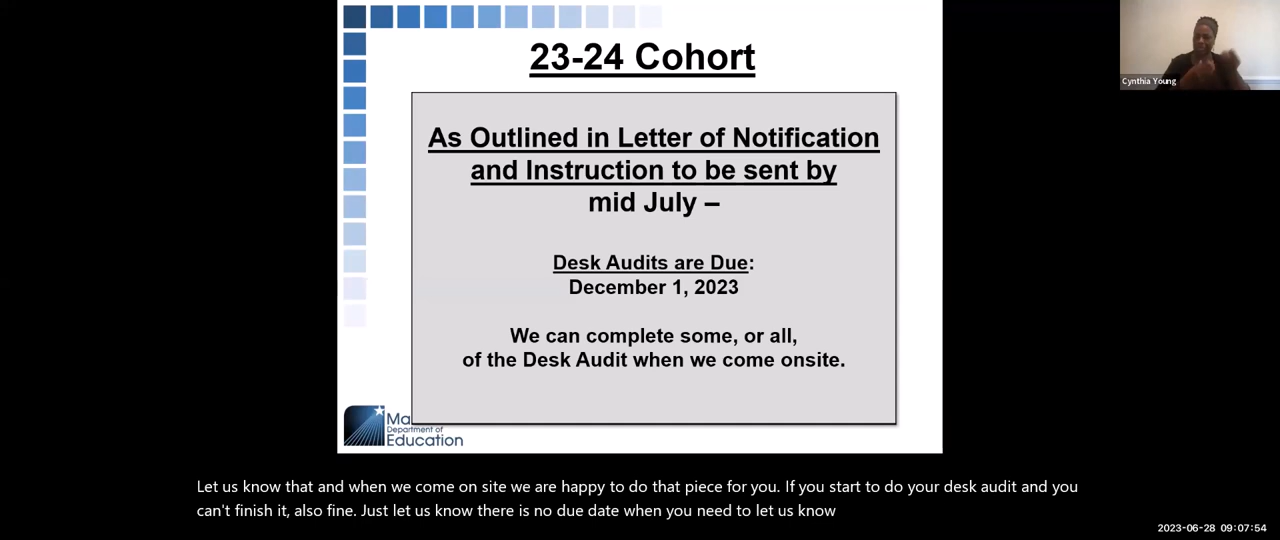 23-24 Cohort
As Outlined in Letter of Notification
and Instruction to be sent by
mid July –
Desk Audits are Due:
December 1, 2023
We can complete some, or all,
of the Desk Audit when we come onsite.
Ma
Department of
Education
Cynthia Young
Let us know that and when we come on site we are happy to do that piece for you. If you start to do your desk audit and you
can't finish it, also fine. Just let us know there is no due date when you need to let us know
2023-06-28 09:07:54